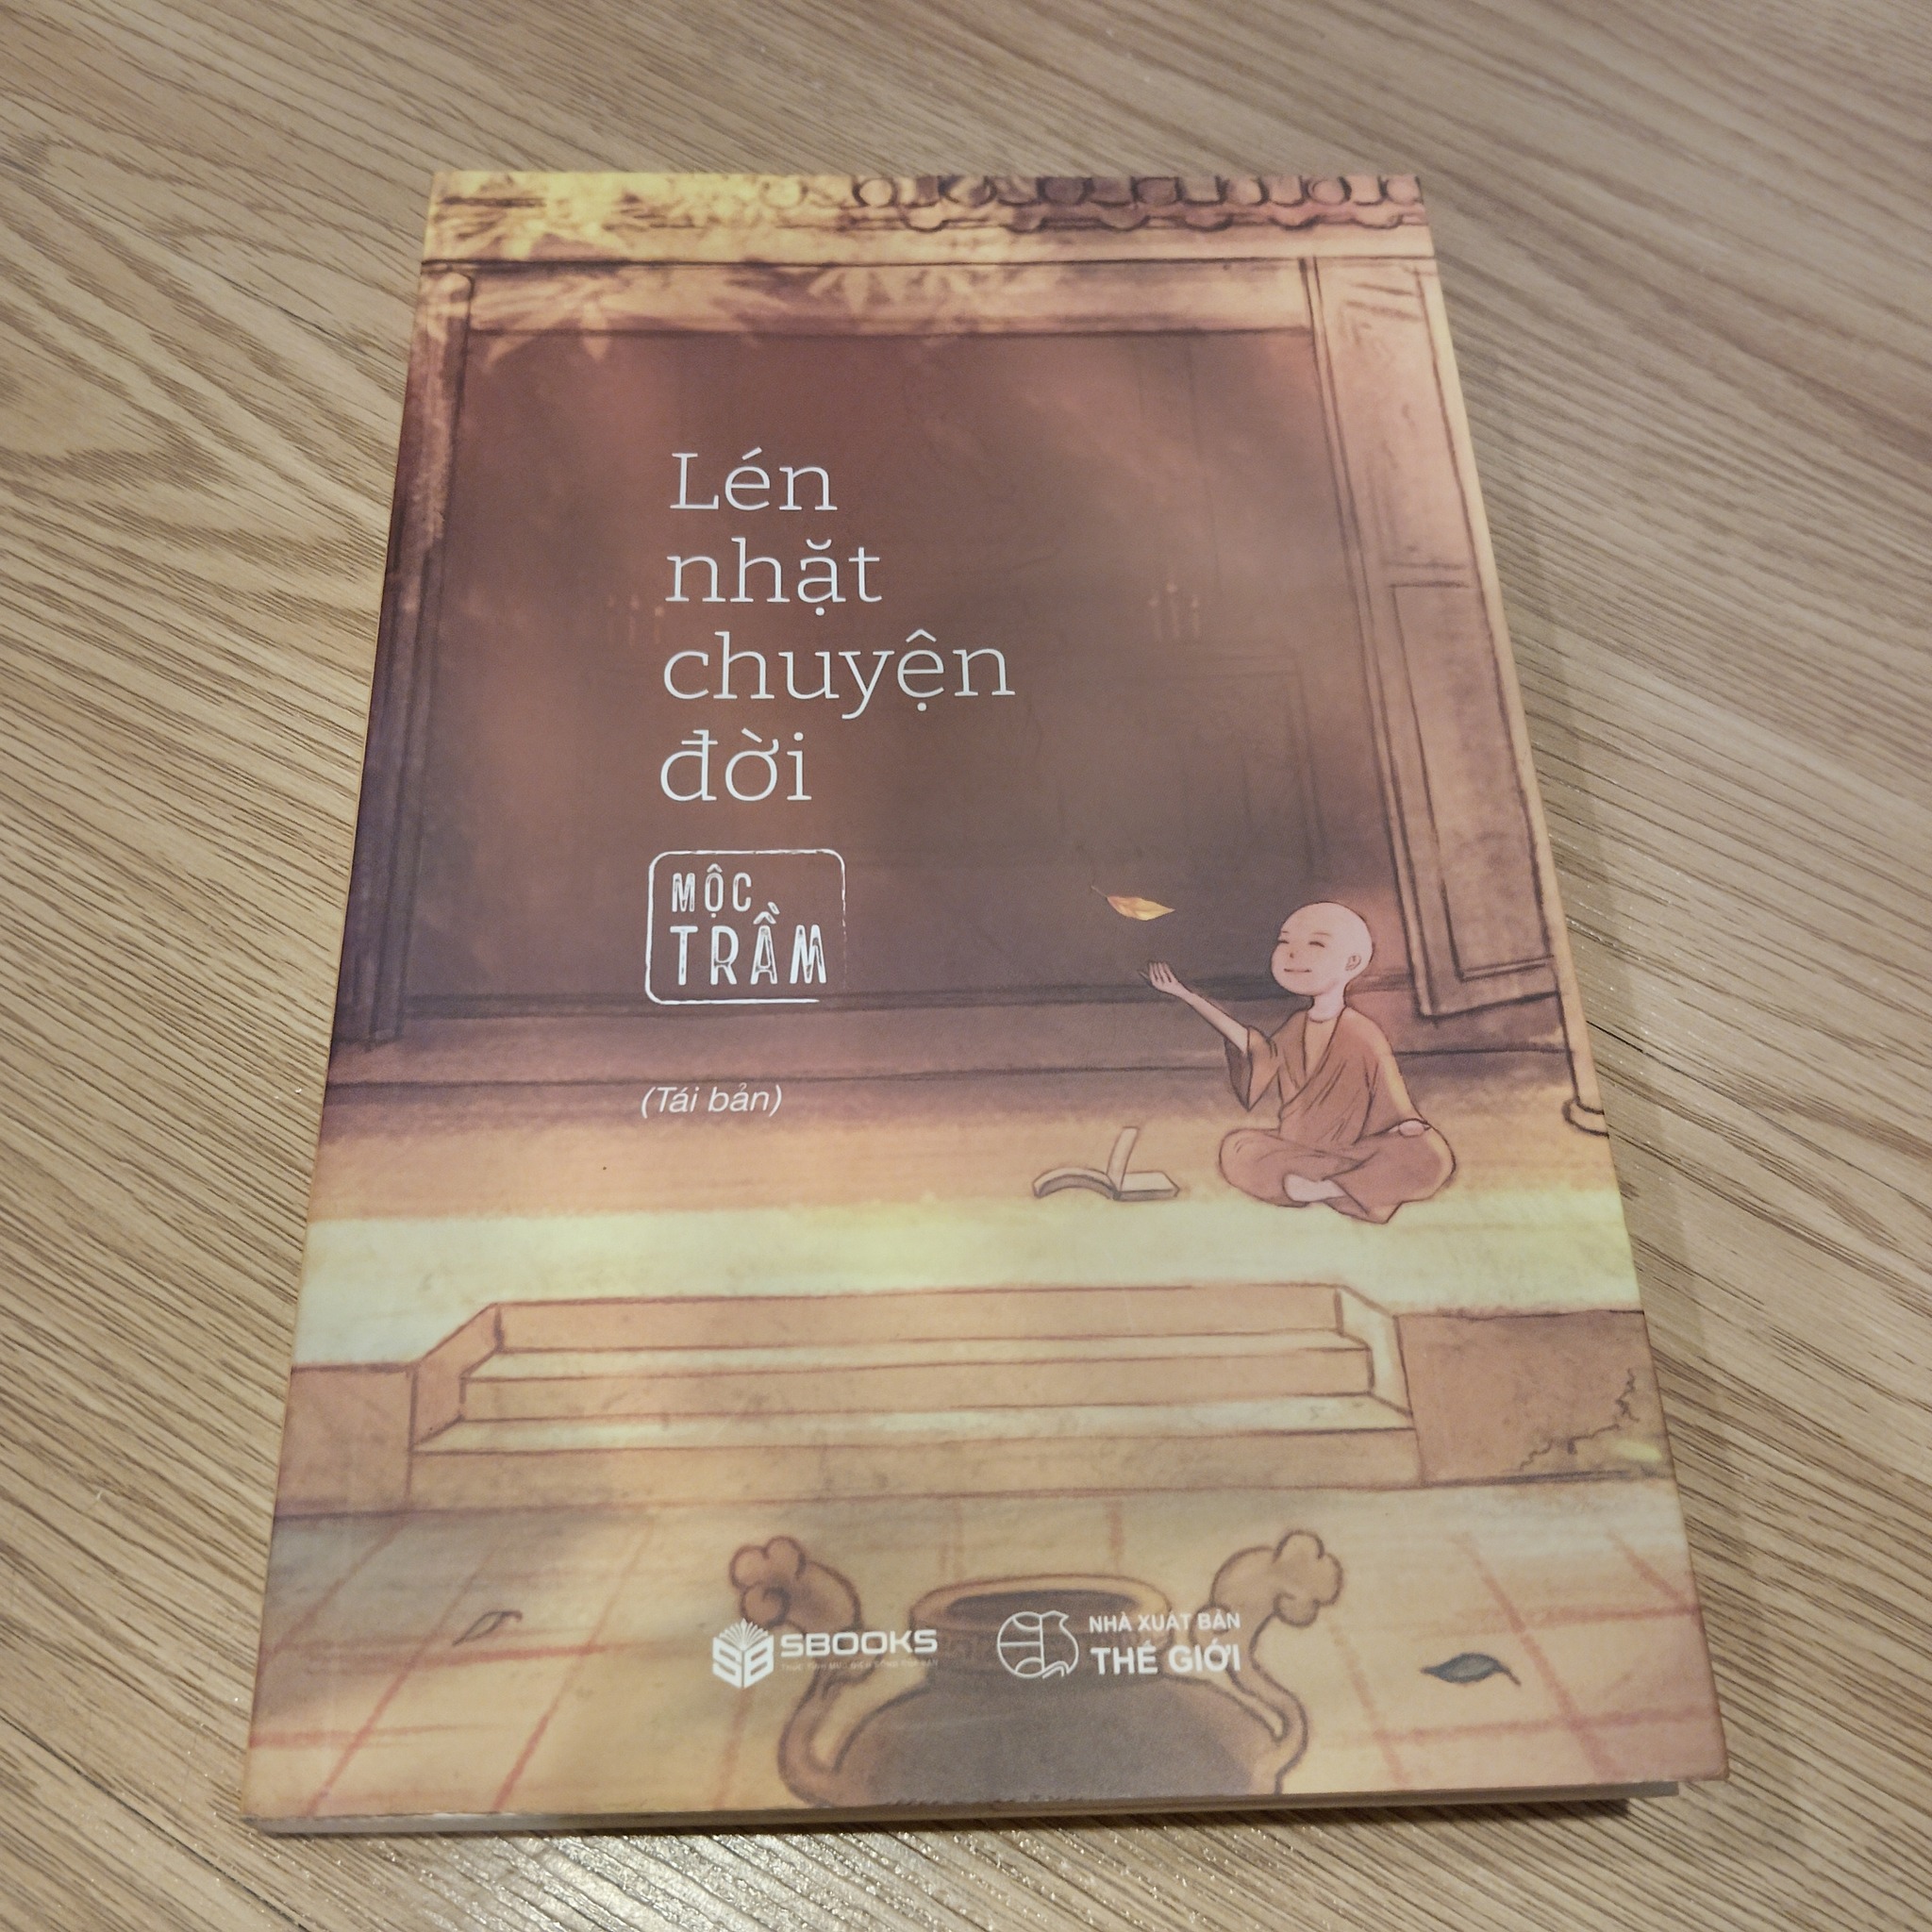 Lén
nhặt
chuyện
đời
MỘC
TRẦM
(Tái bản)
SBOOKS
NHÀ XUẤT BẢN
THẾ GIỚI